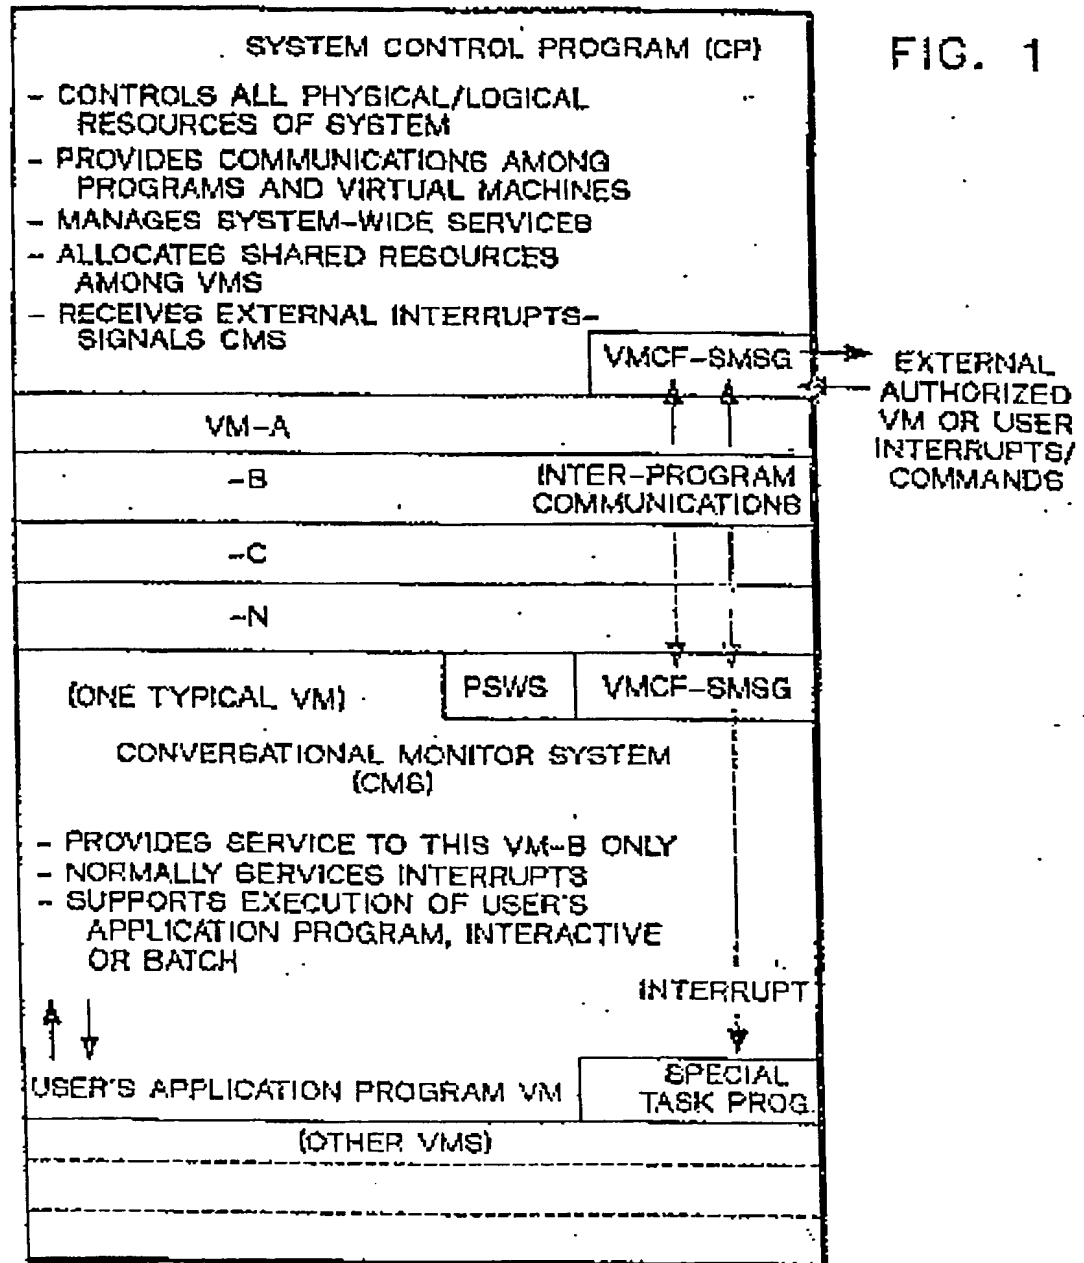 SYSTEM CONTROL PROGRAM (CP)
FIG. 1
- CONTROLS ALL PHYSICAL/LOGICAL
RESOURCES OF SYSTEM
- PROVIDES COMMUNICATIONS AMONG
PROGRAMS AND VIRTUAL MACHINES
- MANAGES SYSTEM-WIDE SERVICES
- ALLOCATES SHARED RESOURCES
AMONG VMS
- RECEIVES EXTERNAL INTERRUPTS-
SIGNALS CMS
VMCF-SMSG
EXTERNAL
AUTHORIZED
VM OR USER
INTERRUPTS/
COMMANDS
VM-A
-B
INTER-PROGRAM
COMMUNICATIONS
-C
-N
(ONE TYPICAL VM)
PSWS
VMCF-SMSG
CONVERSATIONAL MONITOR SYSTEM
(CMS)
- PROVIDES SERVICE TO THIS VM-B ONLY
- NORMALLY SERVICES INTERRUPTS
- SUPPORTS EXECUTION OF USER'S
APPLICATION PROGRAM, INTERACTIVE
OR BATCH
INTERRUPT
USER'S APPLICATION PROGRAM VM
SPECIAL
TASK PROG.
(OTHER VMS)